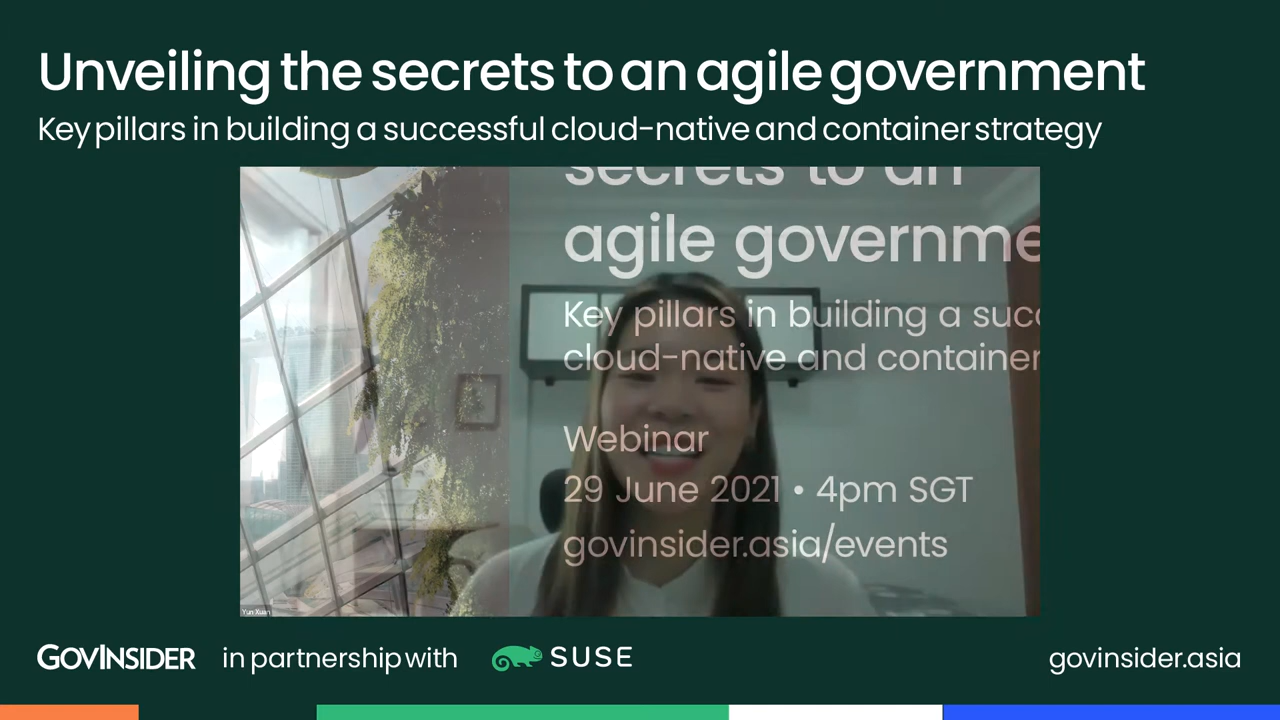 Unveiling the secrets to an agile government
Key pillars in building a successful cloud-native and container strategy
secrets to an
agile governme
Key pillars in building a succ
cloud-native and container
Webinar
29 June 2021 • 4pm SGT
govinsider.asia/events
Yun Xuan
GOVINSIDER in partnership with SUSE
govinsider.asia